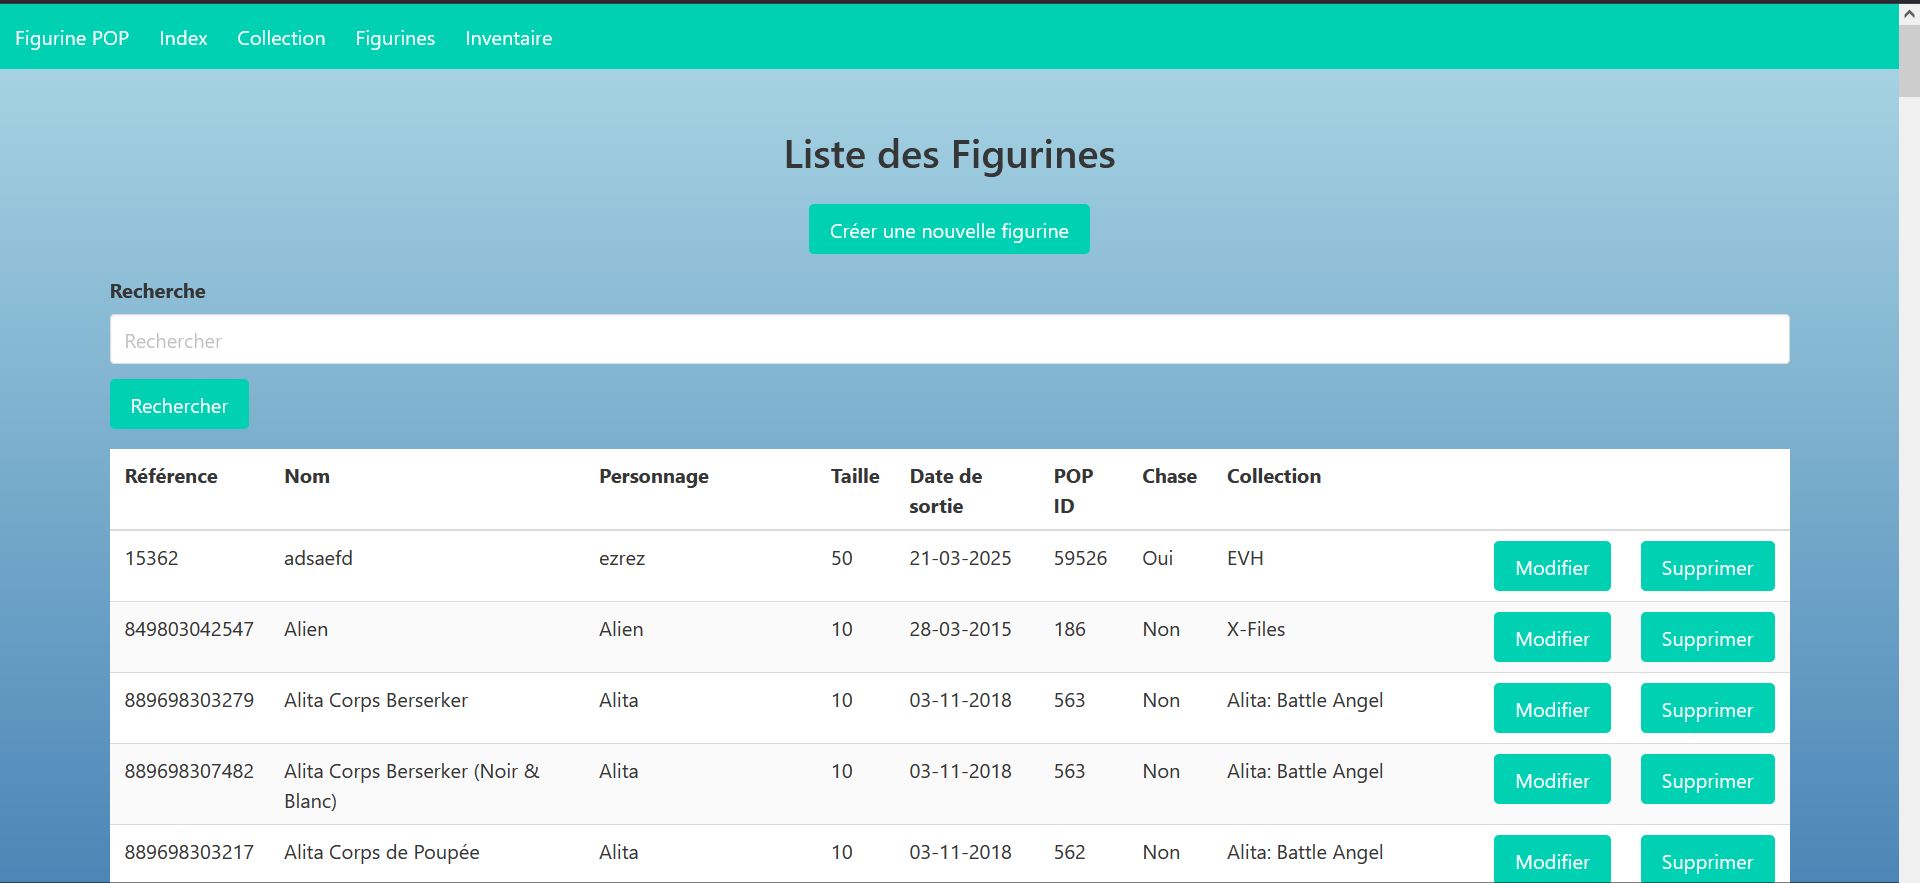 Figurine POP Index Collection Figurines Inventaire
Liste des Figurines
Créer une nouvelle figurine
Recherche
Rechercher
Rechercher
Référence Nom Personnage Taille Date de sortie POP ID Chase Collection
15362 adsaefd ezrez 50 21-03-2025 59526 Oui EVH Modifier Supprimer
849803042547 Alien Alien 10 28-03-2015 186 Non X-Files Modifier Supprimer
889698303279 Alita Corps Berserker Alita 10 03-11-2018 563 Non Alita: Battle Angel Modifier Supprimer
889698307482 Alita Corps Berserker (Noir & Blanc) Alita 10 03-11-2018 563 Non Alita: Battle Angel Modifier Supprimer
889698303217 Alita Corps de Poupée Alita 10 03-11-2018 562 Non Alita: Battle Angel Modifier Supprimer